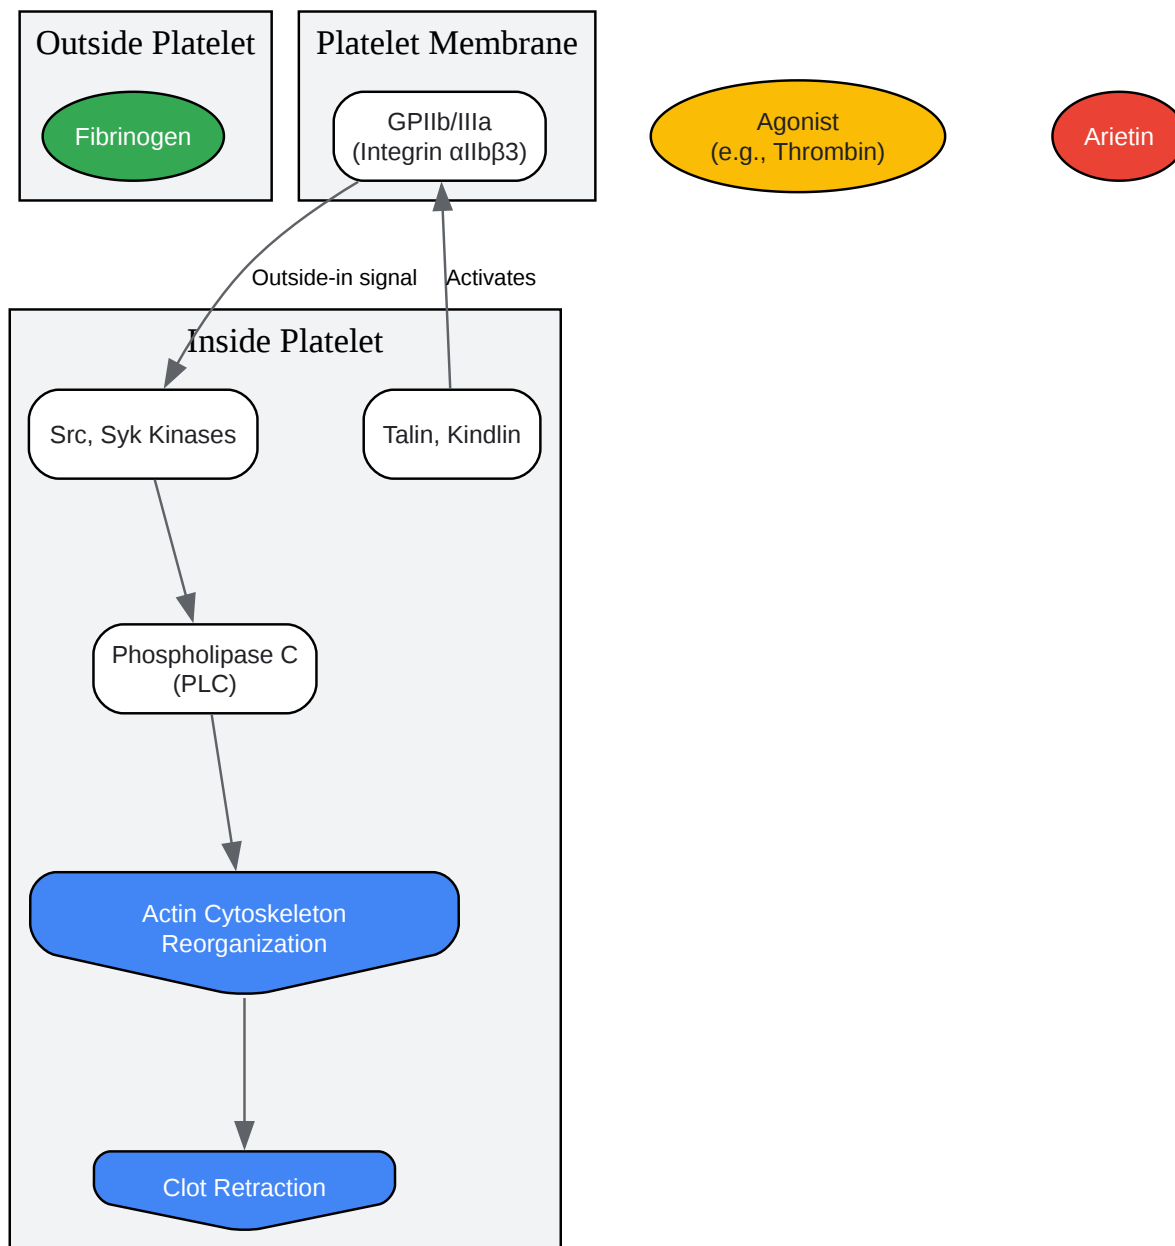 Outside Platelet
Platelet Membrane
Fibrinogen
GPIIb/IIIa
(Integrin αIIbβ3)
Agonist
(e.g., Thrombin)
Arietin
Outside-in signal
Activates
Inside Platelet
Src, Syk Kinases
Talin, Kindlin
Phospholipase C
(PLC)
Actin Cytoskeleton
Reorganization
Clot Retraction